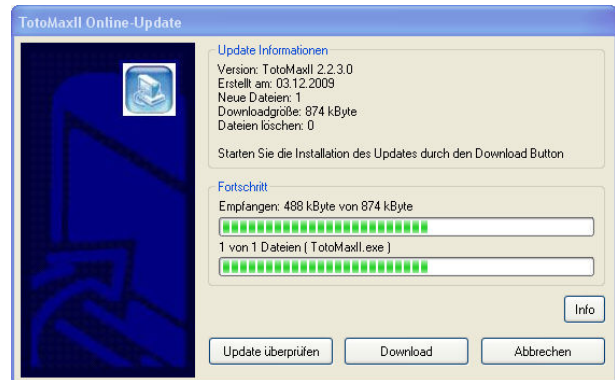 TotoMaxII Online-Update
Update Informationen
Version: TotoMaxII 2.2.3.0
Erstellt am: 03.12.2009
Neue Dateien: 1
Downloadgröße: 874 kByte
Dateien löschen: 0
Starten Sie die Installation des Updates durch den Download Button
Fortschritt
Empfangen: 488 kByte von 874 kByte
1 von 1 Dateien ( TotoMaxII.exe )
Info
Update überprüfen
Download
Abbrechen